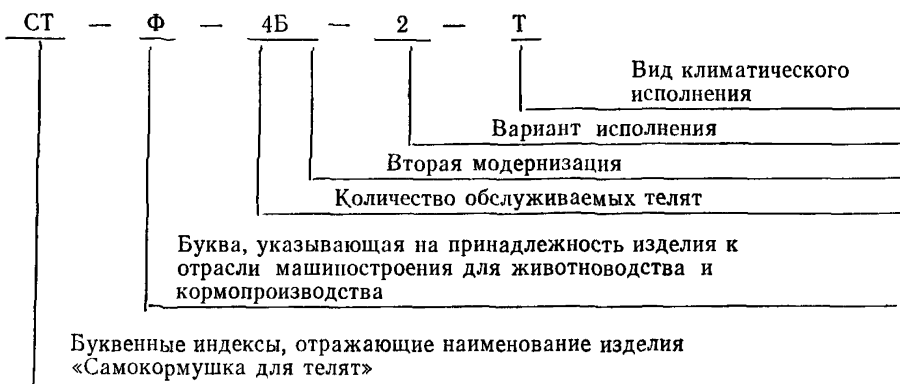 СТ — Ф — 4Б — 2 — Т
Вид климатического
исполнения
Вариант исполнения
Вторая модернизация
Количество обслуживаемых телят
Буква, указывающая на принадлежность изделия к
отрасли машиностроения для животноводства и
кормопроизводства
Буквенные индексы, отражающие наименование изделия
«Самокормушка для телят»